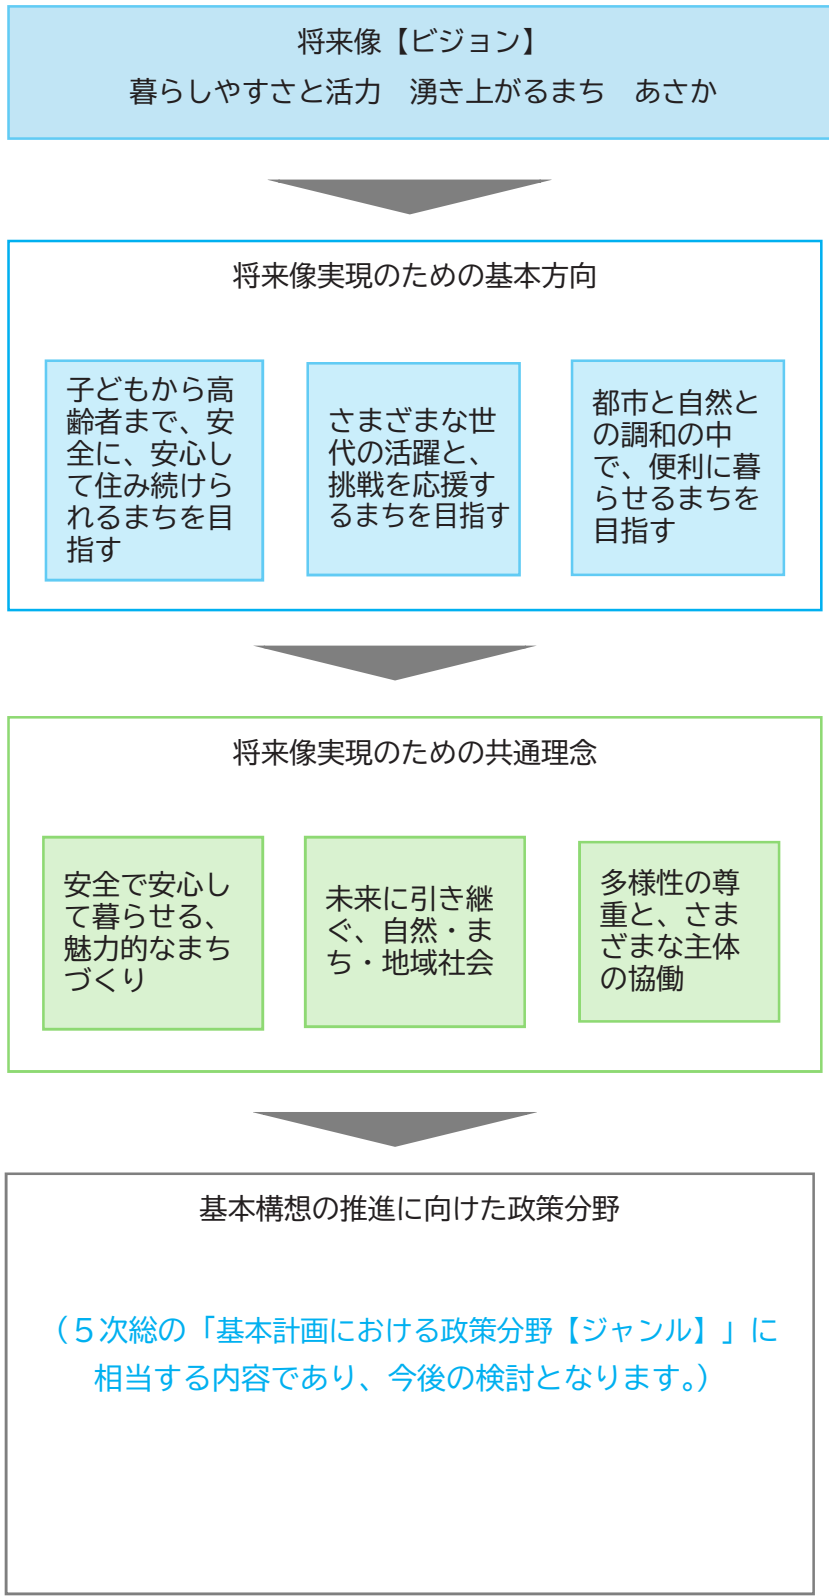 将来像【ビジョン】
暮らしやすさと活力　湧き上がるまち　あさか
将来像実現のための基本方向
子どもから高
齢者まで、安
全に、安心し
て住み続けら
れるまちを目
指す
さまざまな世
代の活躍と、
挑戦を応援す
るまちを目指す
都市と自然と
の調和の中
で、便利に暮
らせるまちを
目指す
将来像実現のための共通理念
安全で安心し
て暮らせる、
魅力的なまち
づくり
未来に引き継
ぐ、自然・ま
ち・地域社会
多様性の尊
重と、さま
ざまな主体
の協働
基本構想の推進に向けた政策分野
（５次総の「基本計画における政策分野【ジャンル】」に
相当する内容であり、今後の検討となります。）